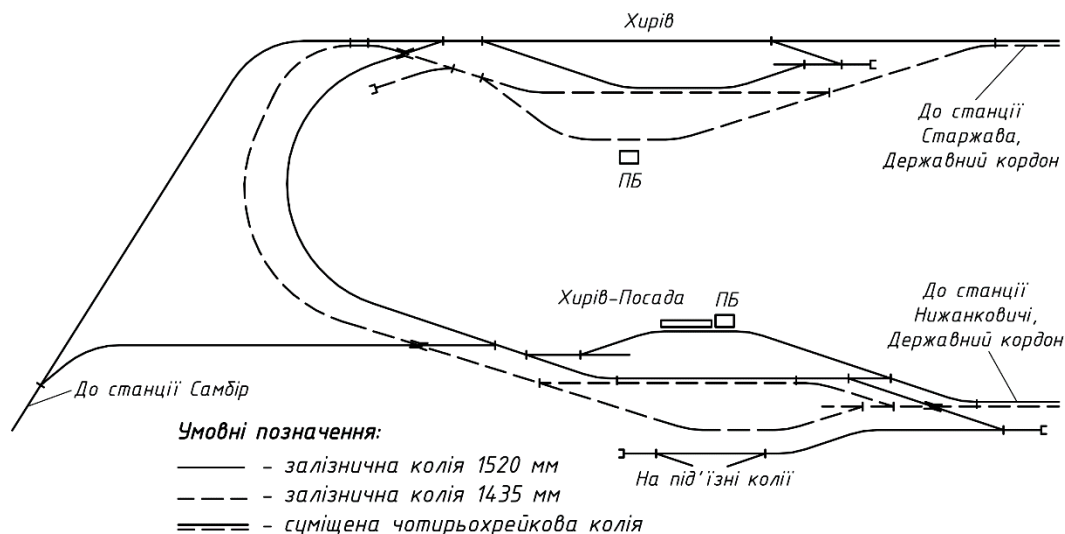 Хирів
До станції
Старжава,
Державний кордон
ПБ
Хирів-Посада
ПБ
До станції
Нижанковичі,
Державний кордон
До станції Самбір
На під'їзні колії
Умовні позначення:
– залізнична колія 1520 мм
– залізнична колія 1435 мм
– суміщена чотирьохрейкова колія